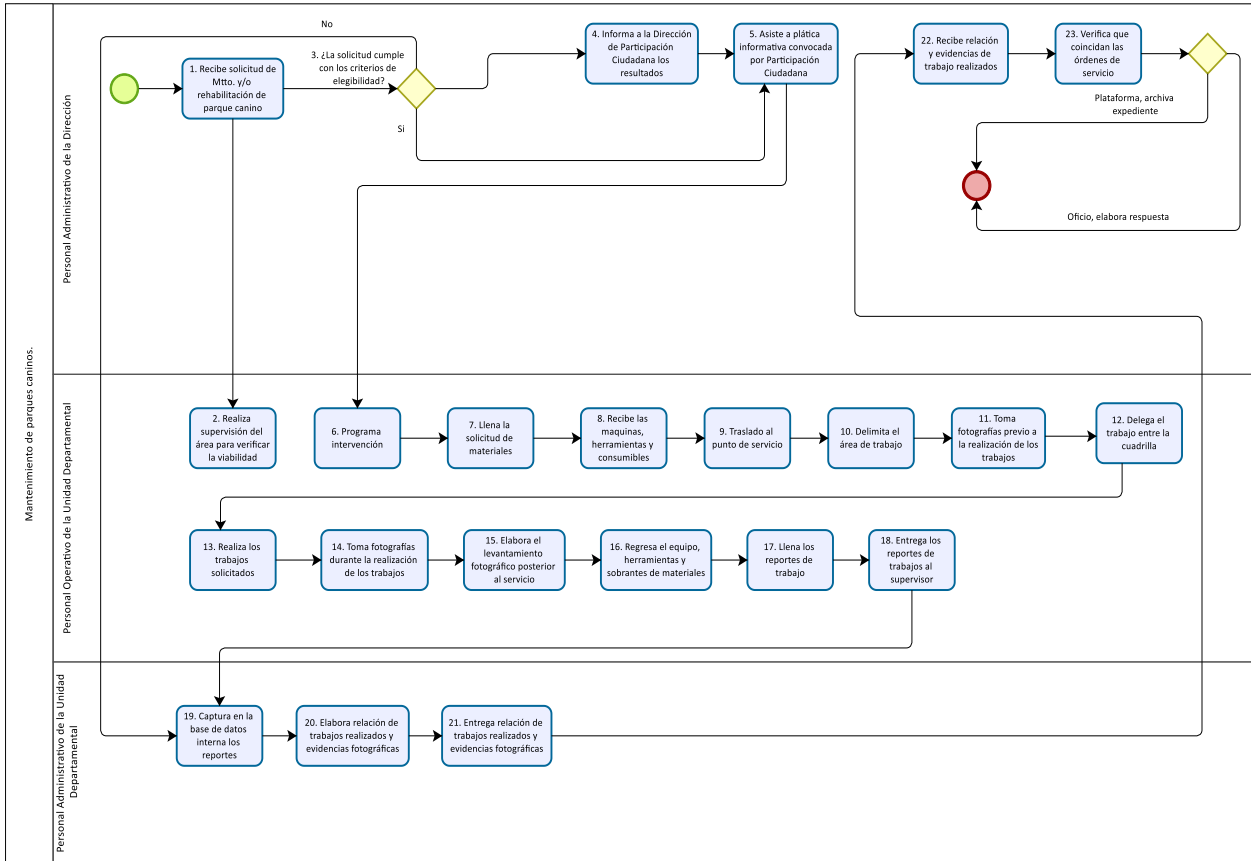 Mantenimiento de parques caninos.
Personal Administrativo de la Dirección
No
1. Recibe solicitud de
Mtto. y/o
rehabilitación de
parque canino
3. ¿La solicitud cumple
con los criterios de
elegibilidad?
Si
4. Informa a la Dirección
de Participación
Ciudadana los
resultados
5. Asiste a plática
informativa convocada
por Participación
Ciudadana
22. Recibe relación
y evidencias de
trabajo realizados
23. Verifica que
coincidan las
órdenes de
servicio
Plataforma, archiva
expediente
Oficio, elabora respuesta
Personal Operativo de la Unidad Departamental
2. Realiza
supervisión del
área para verificar
la viabilidad
6. Programa
intervención
7. Llena la
solicitud de
materiales
8. Recibe las
maquinas,
herramientas y
consumibles
9. Traslado al
punto de servicio
10. Delimita el
área de trabajo
11. Toma
fotografías previo a
la realización de los
trabajos
12. Delega el
trabajo entre la
cuadrilla
13. Realiza los
trabajos
solicitados
14. Toma fotografías
durante la realización
de los trabajos
15. Elabora el
levantamiento
fotográfico posterior
al servicio
16. Regresa el equipo,
herramientas y
sobrantes de materiales
17. Llena los
reportes de
trabajo
18. Entrega los
reportes de
trabajos al
supervisor
Personal Administrativo de la Unidad
Departamental
19. Captura en la
base de datos
interna los
reportes
20. Elabora relación de
trabajos realizados y
evidencias fotográficas
21. Entrega relación de
trabajos realizados y
evidencias fotográficas